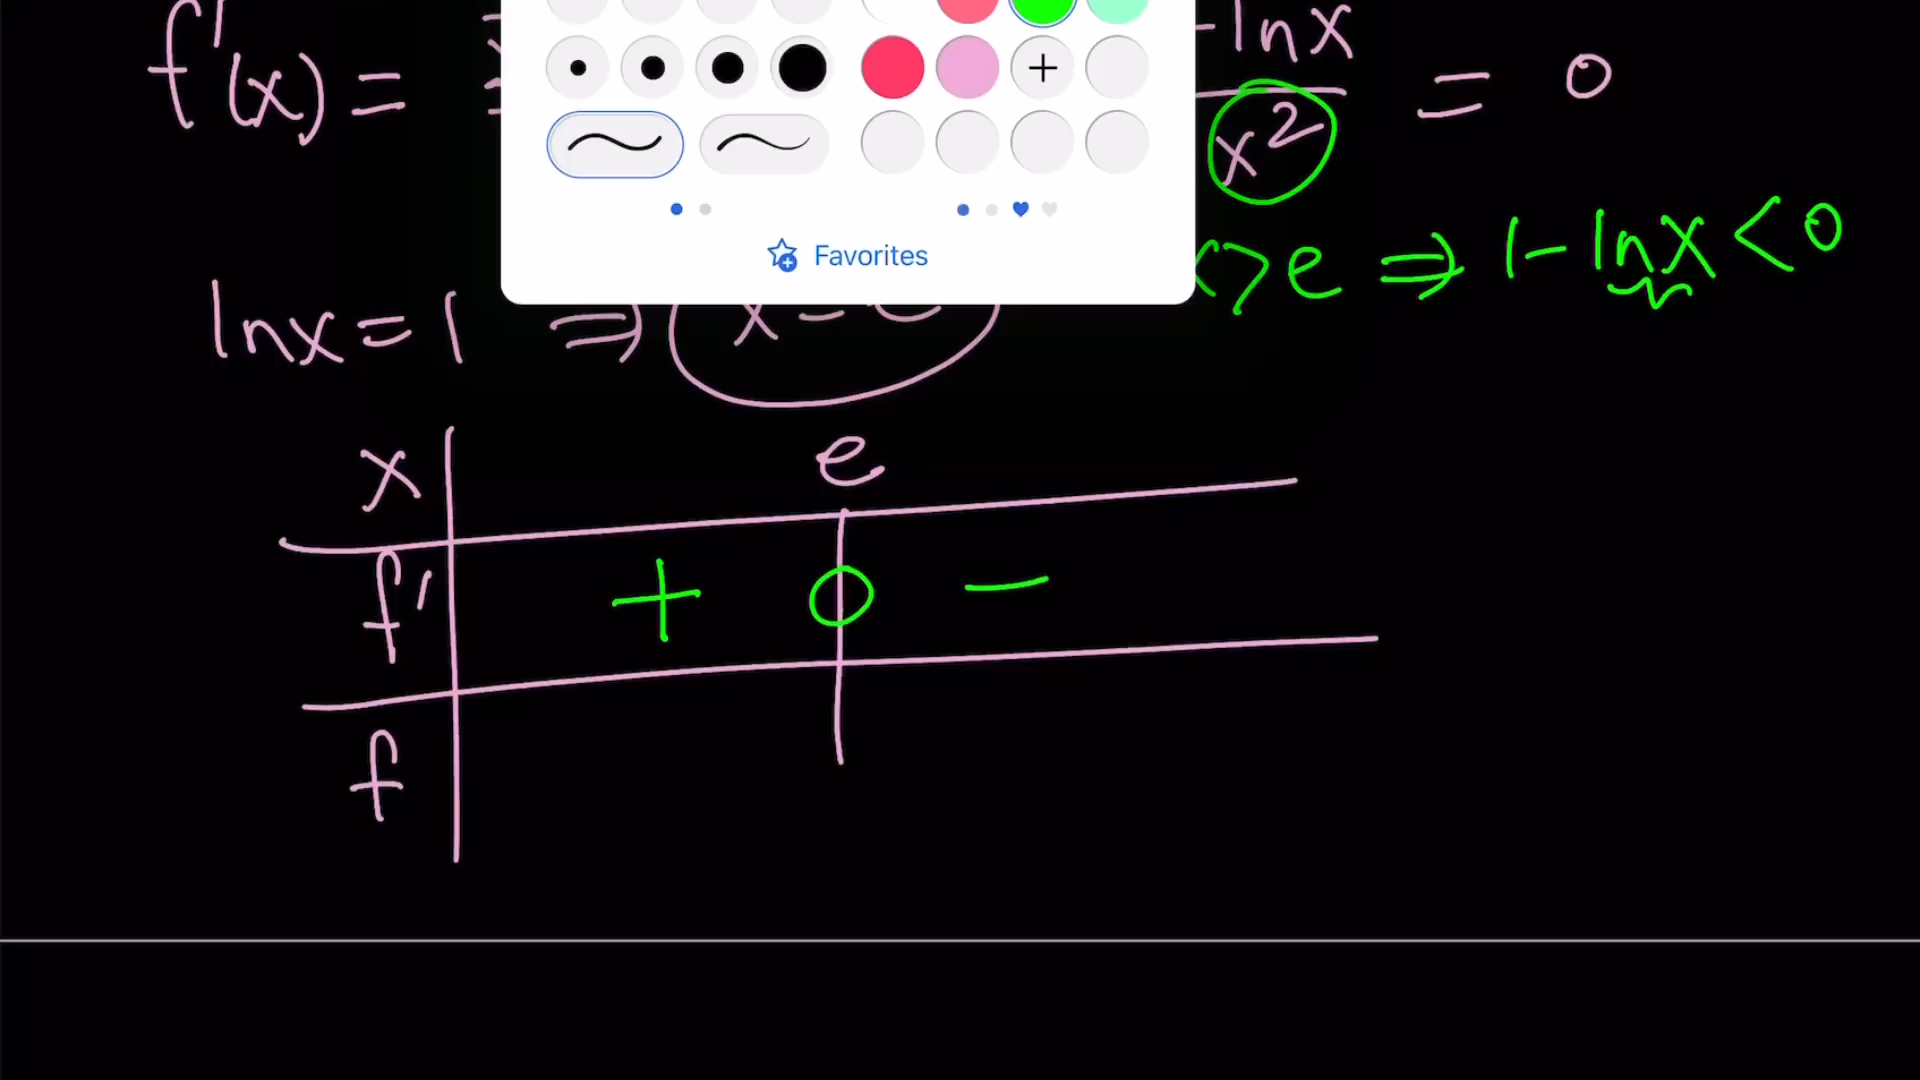 f'(x) = -lnx / x² = 0
>e ⇒ 1-lnx<0
lnx=1 ⇒ x=e
Favorites
x e
f' + 0 −
f